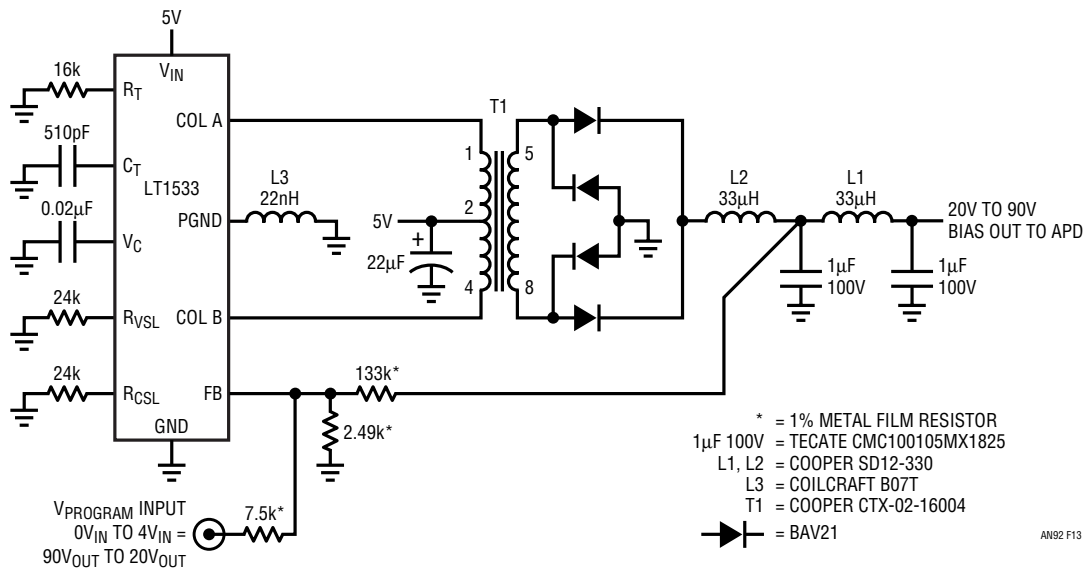 5V
VIN
16k
RT
COL A
T1
510pF
CT
1
5
LT1533
L3
22nH
0.02µF
PGND
5V
2
L2
33µH
L1
33µH
20V TO 90V
BIAS OUT TO APD
VC
+
22µF
1µF
100V
1µF
100V
4
8
24k
RVSL
COL B
24k
RCSL
FB
133k*
GND
2.49k*
* = 1% METAL FILM RESISTOR
1µF 100V = TECATE CMC100105MX1825
L1, L2 = COOPER SD12-330
L3 = COILCRAFT B07T
T1 = COOPER CTX-02-16004
= BAV21
VPROGRAM INPUT
0VIN TO 4VIN =
90VOUT TO 20VOUT
7.5k*
AN92 F13